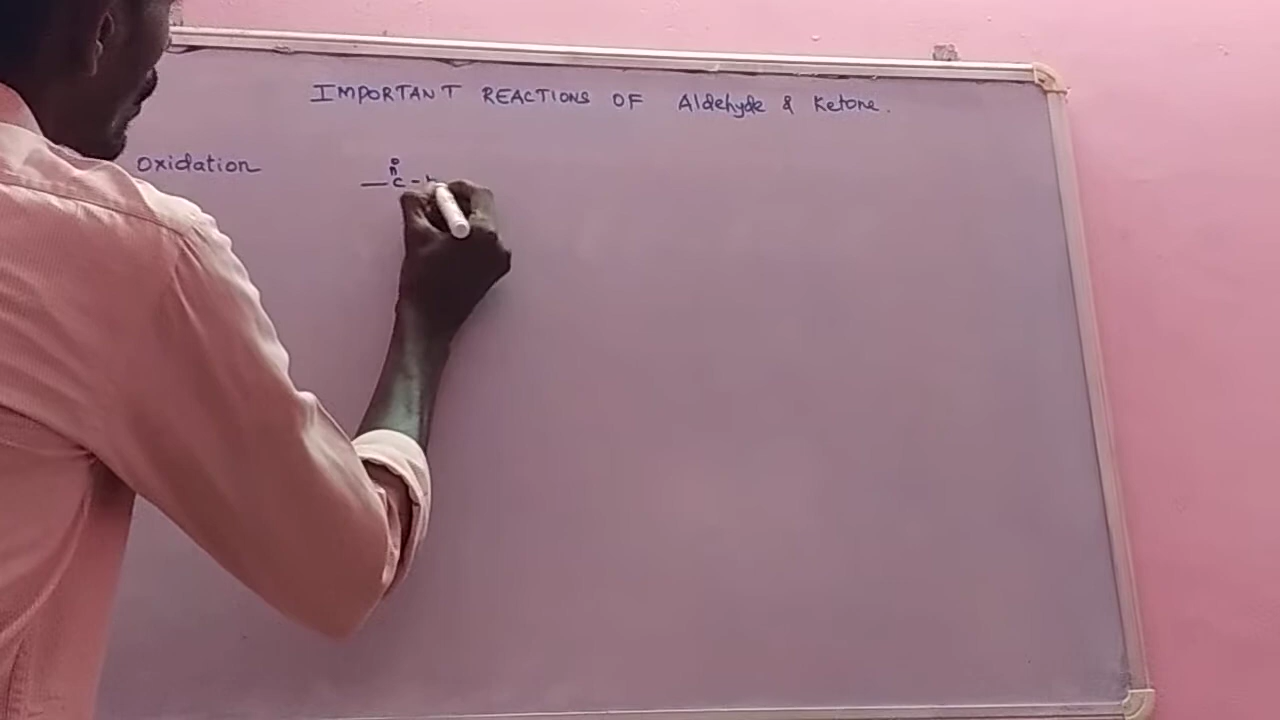 IMPORTANT REACTIONS OF Aldehyde & Ketone.
Oxidation
O
— C -